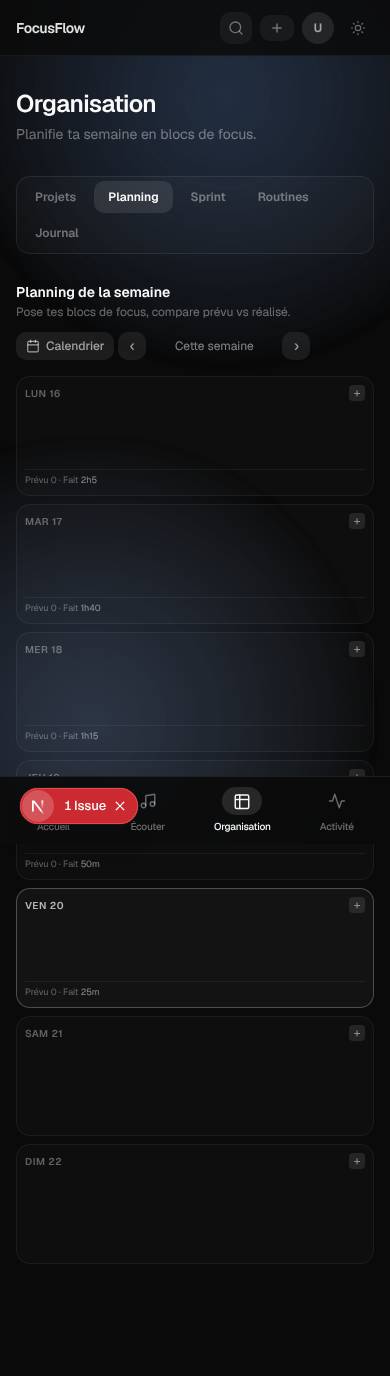 FocusFlow
U
Organisation
Planifie ta semaine en blocs de focus.
Projets
Planning
Sprint
Routines
Journal
Planning de la semaine
Pose tes blocs de focus, compare prévu vs réalisé.
Calendrier
Cette semaine
LUN 16
Prévu 0 · Fait 2h5
MAR 17
Prévu 0 · Fait 1h40
MER 18
Prévu 0 · Fait 1h15
N
1 Issue
Accueil
Écouter
Organisation
Activité
Prévu 0 · Fait 50m
VEN 20
Prévu 0 · Fait 25m
SAM 21
DIM 22